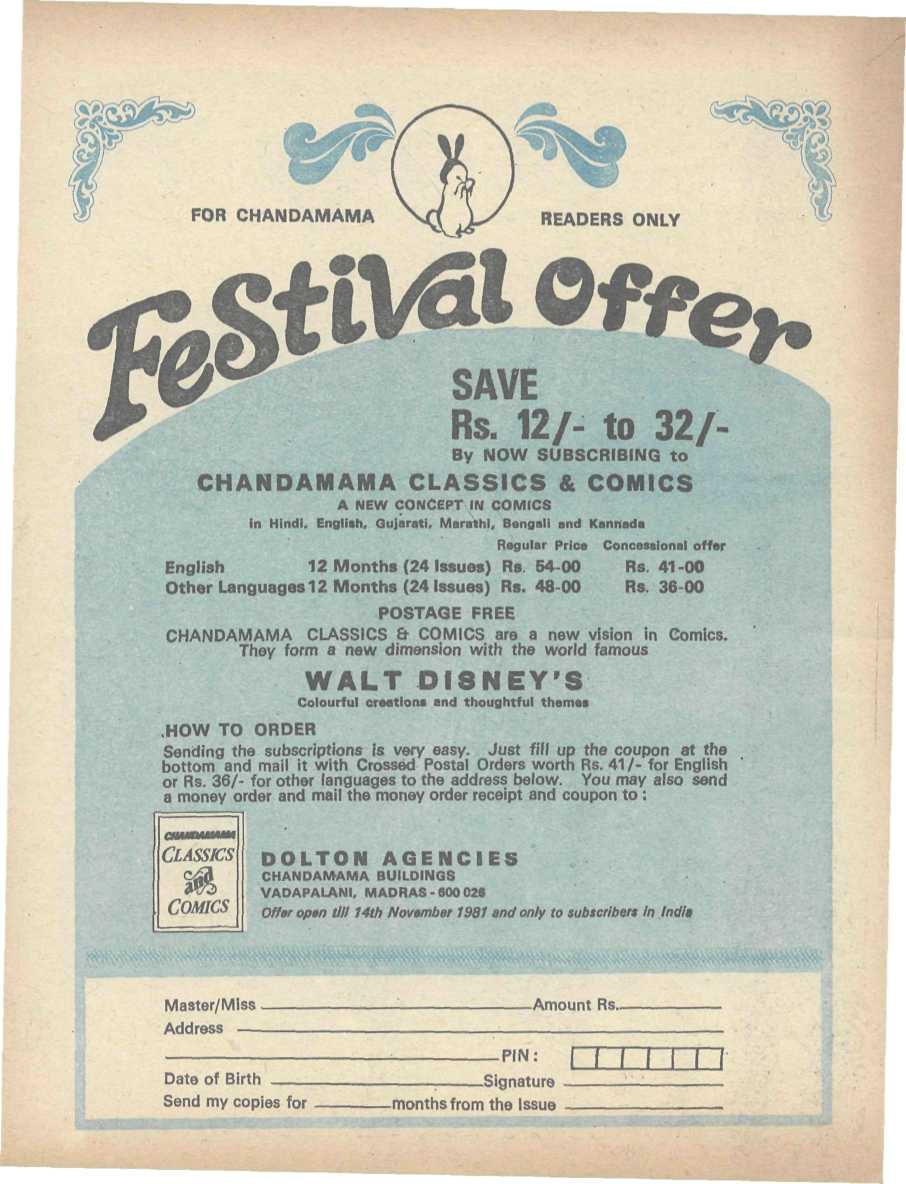 FOR CHANDAMAMA READERS ONLY
FeStiVal Offer
SAVE
Rs. 12/- to 32/-
By NOW SUBSCRIBING to
CHANDAMAMA CLASSICS & COMICS
A NEW CONCEPT IN COMICS
in Hindi, English, Gujarati, Marathi, Bengali and Kannada
Regular Price Concessional offer
English 12 Months (24 Issues) Rs. 54-00 Rs. 41-00
Other Languages 12 Months (24 Issues) Rs. 48-00 Rs. 36-00
POSTAGE FREE
CHANDAMAMA CLASSICS & COMICS are a new vision in Comics.
They form a new dimension with the world famous
WALT DISNEY'S
Colourful creations and thoughtful themes
HOW TO ORDER
Sending the subscriptions is very easy. Just fill up the coupon at the
bottom and mail it with Crossed Postal Orders worth Rs. 41/- for English
or Rs. 36/- for other languages to the address below. You may also send
a money order and mail the money order receipt and coupon to :
CHANDAMAMA
CLASSICS
and
COMICS
DOLTON AGENCIES
CHANDAMAMA BUILDINGS
VADAPALANI, MADRAS - 600 026
Offer open till 14th November 1981 and only to subscribers in India
Master/Miss Amount Rs.
Address
PIN :
Date of Birth Signature
Send my copies for months from the Issue